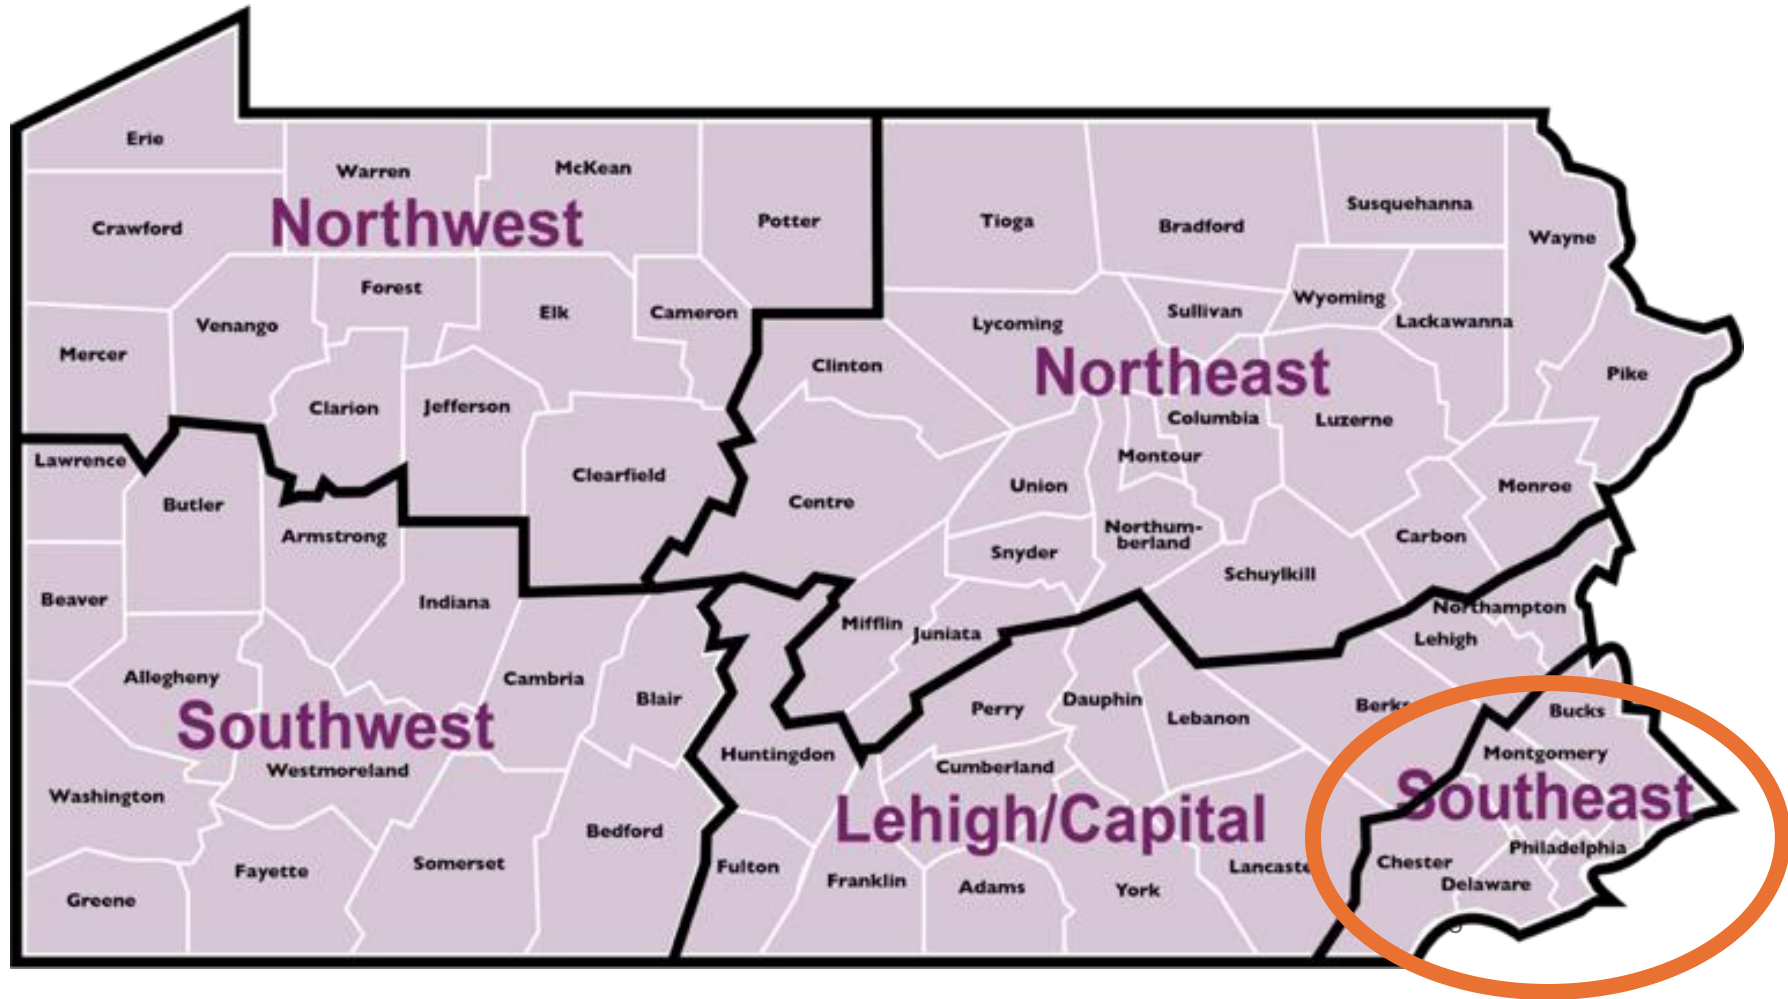 Erie
Warren
McKean
Crawford
Northwest
Potter
Tioga
Bradford
Susquehanna
Wayne
Forest
Venango
Elk
Cameron
Mercer
Clarion
Jefferson
Clearfield
Lycoming
Sullivan
Wyoming
Lackawanna
Clinton
Northeast
Pike
Columbia
Luzerne
Montour
Centre
Union
Monroe
Northum-
berland
Snyder
Carbon
Schuylkill
Mifflin
Juniata
Lawrence
Butler
Armstrong
Beaver
Indiana
Allegheny
Cambria
Blair
Southwest
Westmoreland
Washington
Bedford
Fayette
Somerset
Greene
Northampton
Lehigh
Perry
Dauphin
Lebanon
Berks
Huntingdon
Cumberland
Lehigh/Capital
Fulton
Franklin
Adams
York
Lancaste
Bucks
Montgomery
Southeast
Philadelphia
Chester
Delaware